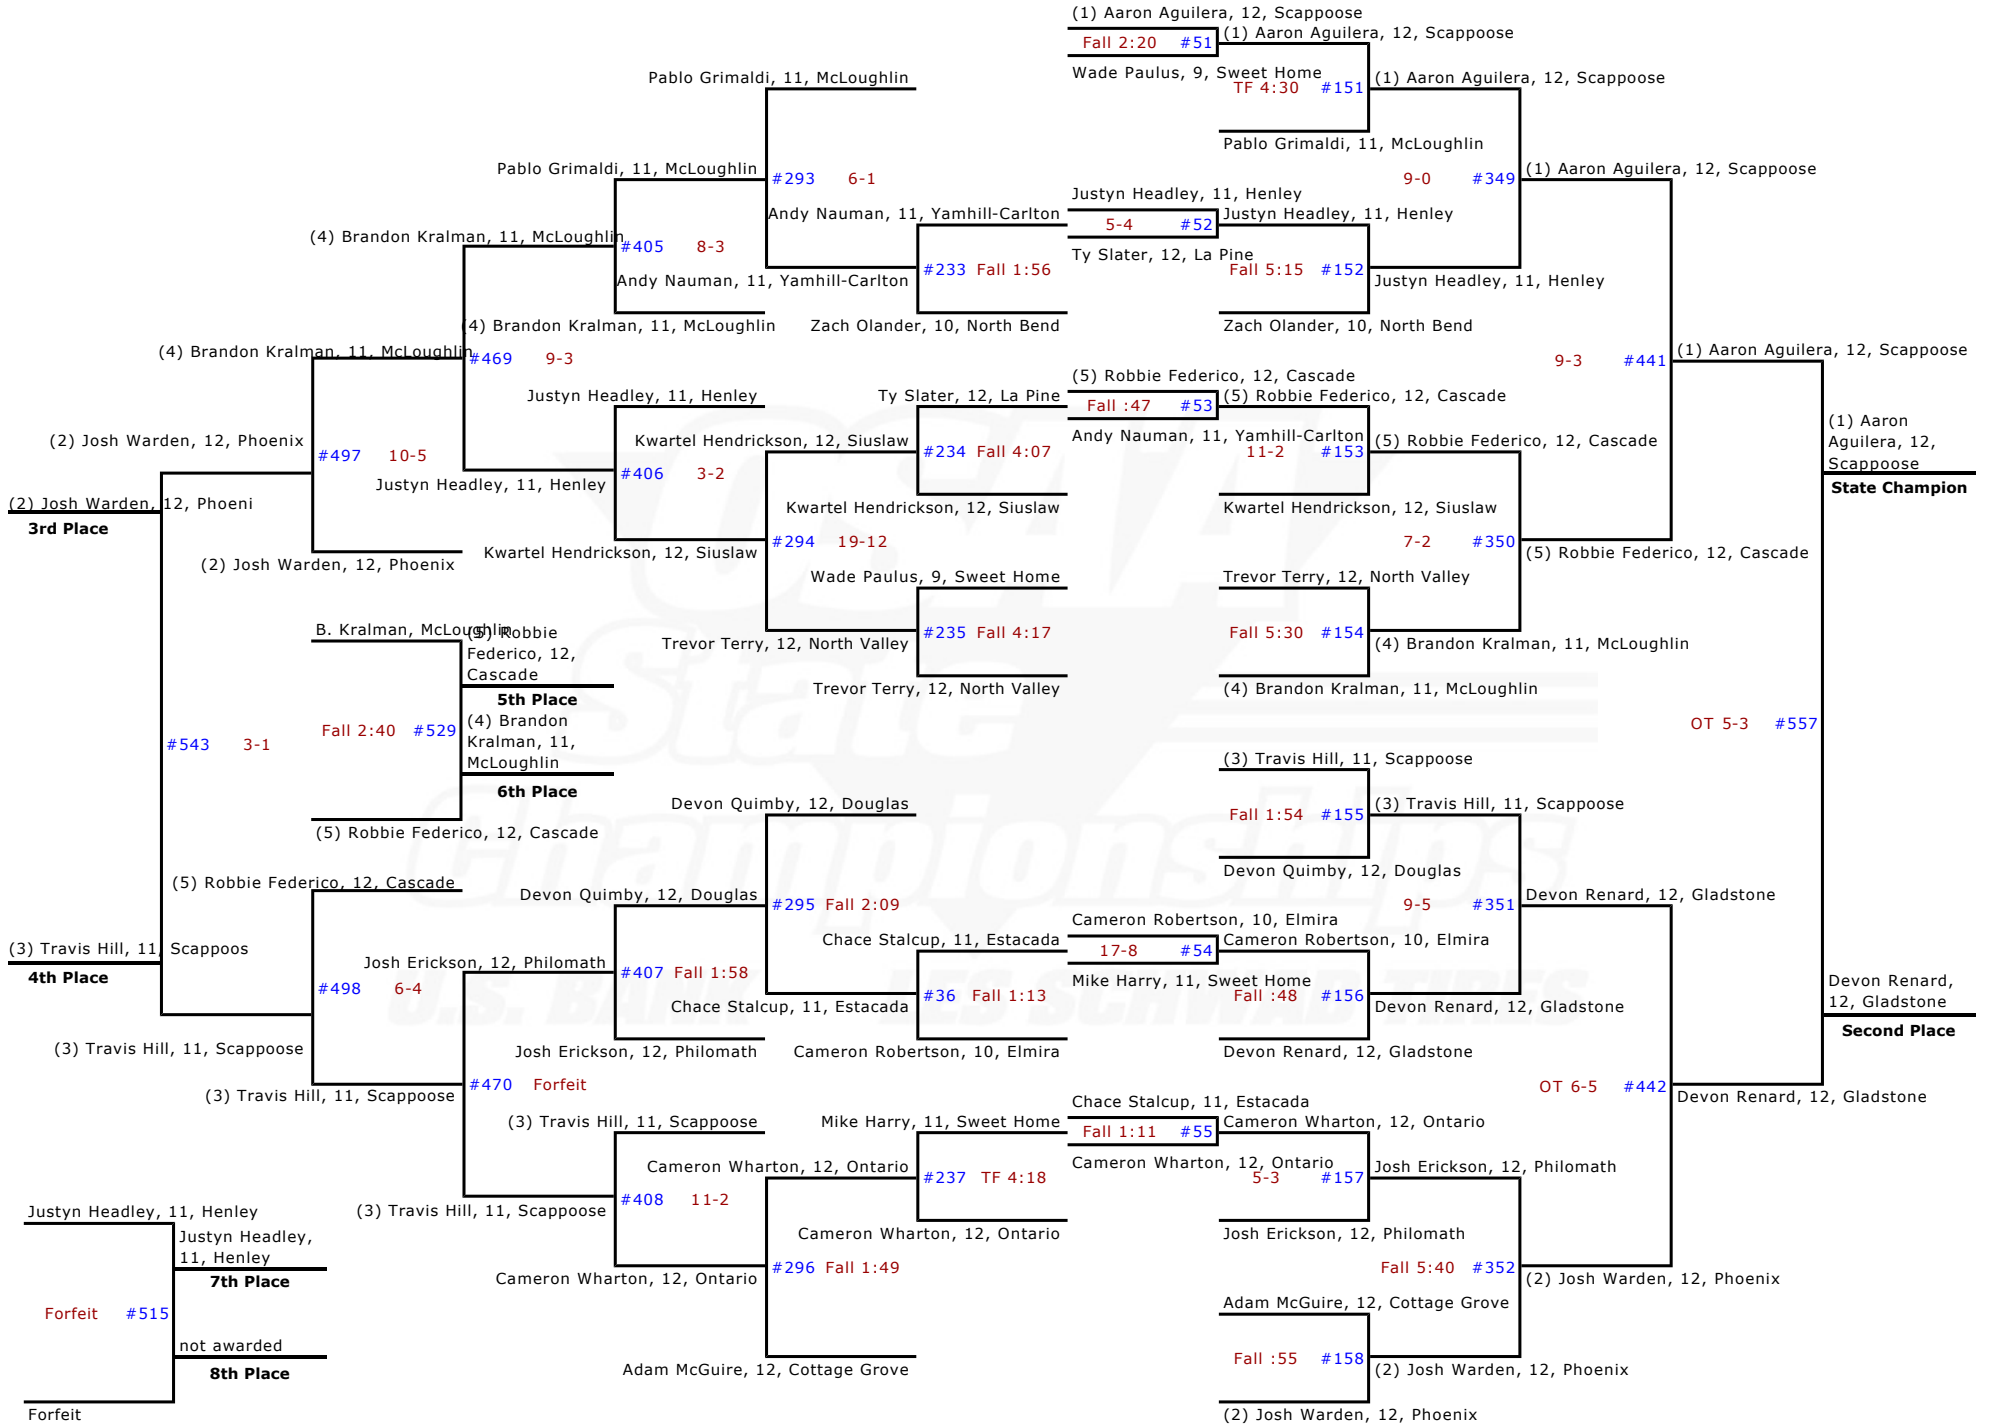 (1) Aaron Aguilera, 12, Scappoose
Fall 2:20 #51
(1) Aaron Aguilera, 12, Scappoose
Wade Paulus, 9, Sweet Home
TF 4:30 #151
(1) Aaron Aguilera, 12, Scappoose
Pablo Grimaldi, 11, McLoughlin
9-0 #349
(1) Aaron Aguilera, 12, Scappoose
Justyn Headley, 11, Henley
5-4 #52
Justyn Headley, 11, Henley
Ty Slater, 12, La Pine
Fall 5:15 #152
Justyn Headley, 11, Henley
Zach Olander, 10, North Bend
9-3 #441
(1) Aaron Aguilera, 12, Scappoose
(5) Robbie Federico, 12, Cascade
Fall :47 #53
(5) Robbie Federico, 12, Cascade
Andy Nauman, 11, Yamhill-Carlton
11-2 #153
(5) Robbie Federico, 12, Cascade
Kwartel Hendrickson, 12, Siuslaw
7-2 #350
(5) Robbie Federico, 12, Cascade
Trevor Terry, 12, North Valley
Fall 5:30 #154
(4) Brandon Kralman, 11, McLoughlin
(4) Brandon Kralman, 11, McLoughlin
OT 5-3 #557
(1) Aaron
Aguilera, 12,
Scappoose
State Champion
(3) Travis Hill, 11, Scappoose
Fall 1:54 #155
(3) Travis Hill, 11, Scappoose
Devon Quimby, 12, Douglas
9-5 #351
Devon Renard, 12, Gladstone
Cameron Robertson, 10, Elmira
17-8 #54
Cameron Robertson, 10, Elmira
Mike Harry, 11, Sweet Home
Fall :48 #156
Devon Renard, 12, Gladstone
Devon Renard, 12, Gladstone
OT 6-5 #442
Devon Renard, 12, Gladstone
Devon Renard,
12, Gladstone
Second Place
Chace Stalcup, 11, Estacada
Fall 1:11 #55
Cameron Wharton, 12, Ontario
Cameron Wharton, 12, Ontario
5-3 #157
Josh Erickson, 12, Philomath
Josh Erickson, 12, Philomath
Fall 5:40 #352
(2) Josh Warden, 12, Phoenix
Adam McGuire, 12, Cottage Grove
Fall :55 #158
(2) Josh Warden, 12, Phoenix
(2) Josh Warden, 12, Phoenix
Pablo Grimaldi, 11, McLoughlin
Pablo Grimaldi, 11, McLoughlin
#293 6-1
Andy Nauman, 11, Yamhill-Carlton
(4) Brandon Kralman, 11, McLoughlin
#405 8-3
Andy Nauman, 11, Yamhill-Carlton
#233 Fall 1:56
(4) Brandon Kralman, 11, McLoughlin
Zach Olander, 10, North Bend
(4) Brandon Kralman, 11, McLoughlin
#469 9-3
Justyn Headley, 11, Henley
Ty Slater, 12, La Pine
(2) Josh Warden, 12, Phoenix
Kwartel Hendrickson, 12, Siuslaw
#234 Fall 4:07
#497 10-5
Justyn Headley, 11, Henley
#406 3-2
(2) Josh Warden, 12, Phoeni
3rd Place
Kwartel Hendrickson, 12, Siuslaw
Kwartel Hendrickson, 12, Siuslaw
#294 19-12
(2) Josh Warden, 12, Phoenix
Wade Paulus, 9, Sweet Home
B. Kralman, McLoughlin
(5) Robbie
Federico, 12,
Cascade
5th Place
Trevor Terry, 12, North Valley
#235 Fall 4:17
Trevor Terry, 12, North Valley
Fall 2:40 #529
(4) Brandon
Kralman, 11,
McLoughlin
6th Place
#543 3-1
(5) Robbie Federico, 12, Cascade
Devon Quimby, 12, Douglas
(5) Robbie Federico, 12, Cascade
Devon Quimby, 12, Douglas
#295 Fall 2:09
(3) Travis Hill, 11, Scappoos
4th Place
Chace Stalcup, 11, Estacada
Josh Erickson, 12, Philomath
#407 Fall 1:58
#498 6-4
Chace Stalcup, 11, Estacada
#36 Fall 1:13
(3) Travis Hill, 11, Scappoose
Josh Erickson, 12, Philomath
Cameron Robertson, 10, Elmira
(3) Travis Hill, 11, Scappoose
#470 Forfeit
(3) Travis Hill, 11, Scappoose
Mike Harry, 11, Sweet Home
Cameron Wharton, 12, Ontario
#237 TF 4:18
(3) Travis Hill, 11, Scappoose
#408 11-2
Cameron Wharton, 12, Ontario
Cameron Wharton, 12, Ontario
#296 Fall 1:49
Adam McGuire, 12, Cottage Grove
Justyn Headley, 11, Henley
Justyn Headley,
11, Henley
7th Place
Forfeit #515
not awarded
8th Place
Forfeit
OSAA
State
Championships
U.S. BANK LES SCHWAB TIRES